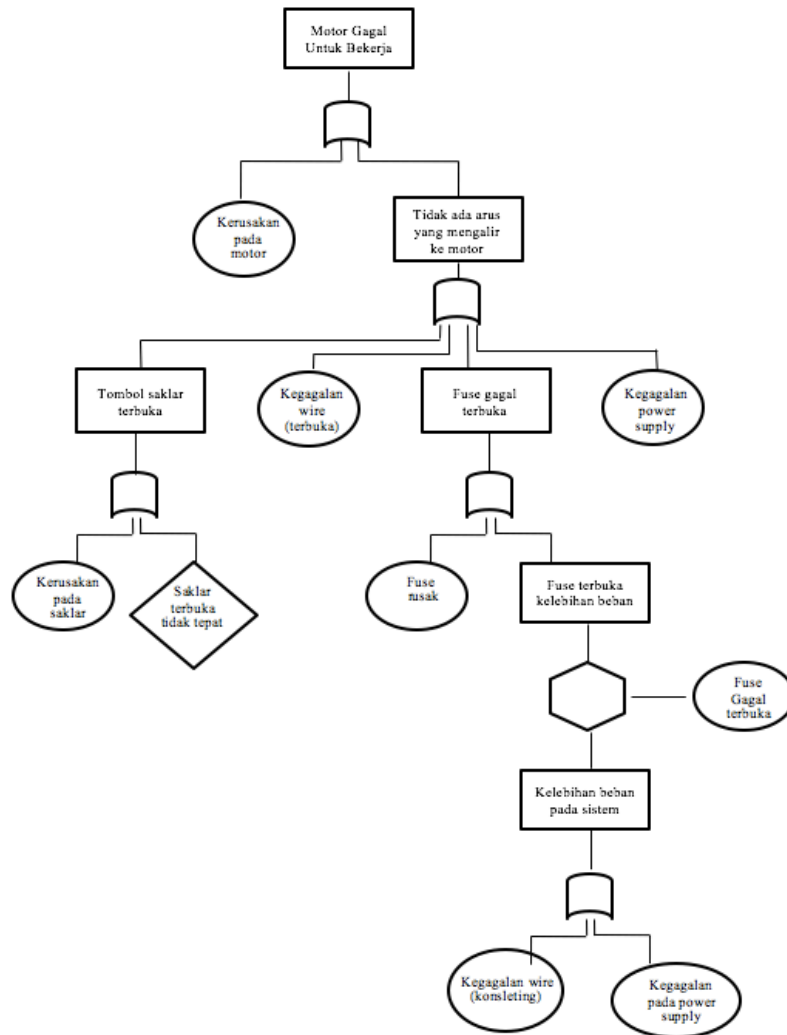 Motor Gagal
Untuk Bekerja
Kerusakan
pada
motor
Tidak ada arus
yang mengalir
ke motor
Tombol saklar
terbuka
Kegagalan
wire
(terbuka)
Fuse gagal
terbuka
Kegagalan
power
supply
Kerusakan
pada
saklar
Saklar
terbuka
tidak tepat
Fuse
rusak
Fuse terbuka
kelebihan beban
Fuse
Gagal
terbuka
Kelebihan beban
pada sistem
Kegagalan wire
(konsleting)
Kegagalan
pada power
supply